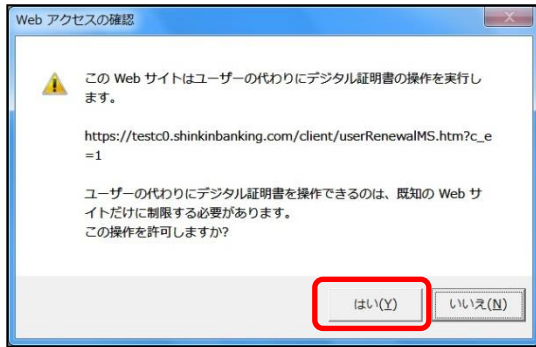 Web アクセスの確認
この Web サイトはユーザーの代わりにデジタル証明書の操作を実行し
ます。
https://testc0.shinkinbanking.com/client/userRenewalMS.htm?c_e
=1
ユーザーの代わりにデジタル証明書を操作できるのは、既知の Web サ
イトだけに制限する必要があります。
この操作を許可しますか?
はい(Y) いいえ(N)